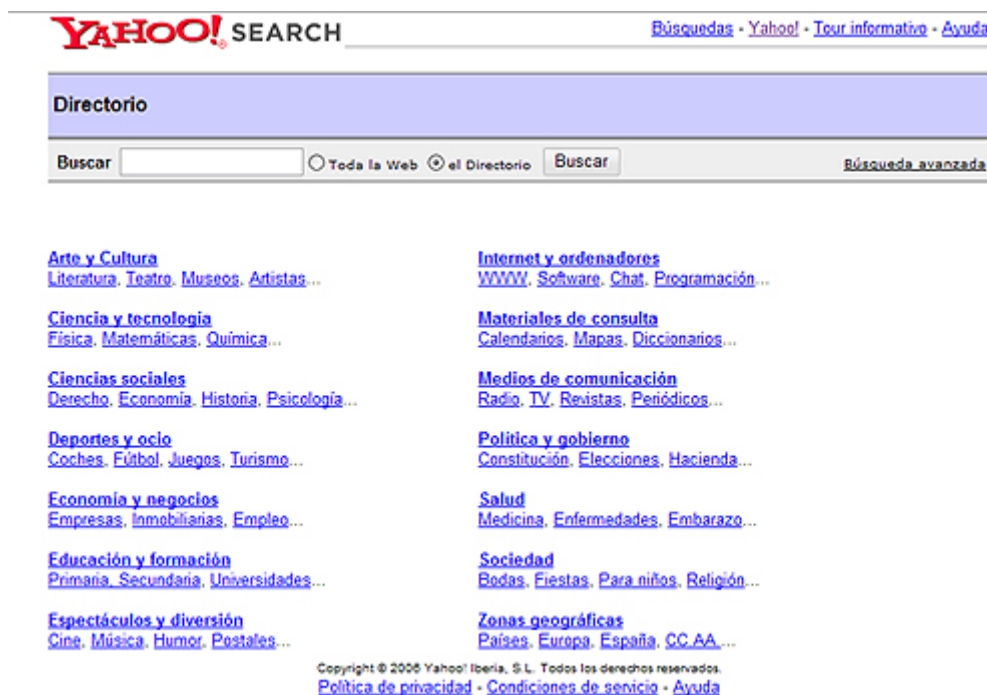 YAHOO! SEARCH
Búsquedas - Yahoo! - Tour informativo - Ayuda
Directorio
Buscar Toda la Web el Directorio Buscar Búsqueda avanzada
Arte y Cultura
Literatura, Teatro, Museos, Artistas...
Ciencia y tecnología
Física, Matemáticas, Química...
Ciencias sociales
Derecho, Economía, Historia, Psicología...
Deportes y ocio
Coches, Fútbol, Juegos, Turismo...
Economía y negocios
Empresas, Inmobiliarias, Empleo...
Educación y formación
Primaria, Secundaria, Universidades...
Espectáculos y diversión
Cine, Música, Humor, Postales...
Internet y ordenadores
WWW, Software, Chat, Programación...
Materiales de consulta
Calendarios, Mapas, Diccionarios...
Medios de comunicación
Radio, TV, Revistas, Periódicos...
Política y gobierno
Constitución, Elecciones, Hacienda...
Salud
Medicina, Enfermedades, Embarazo...
Sociedad
Bodas, Fiestas, Para niños, Religión...
Zonas geográficas
Países, Europa, España, CC.AA....
Copyright © 2006 Yahoo! Iberia, S.L. Todos los derechos reservados.
Política de privacidad - Condiciones de servicio - Ayuda